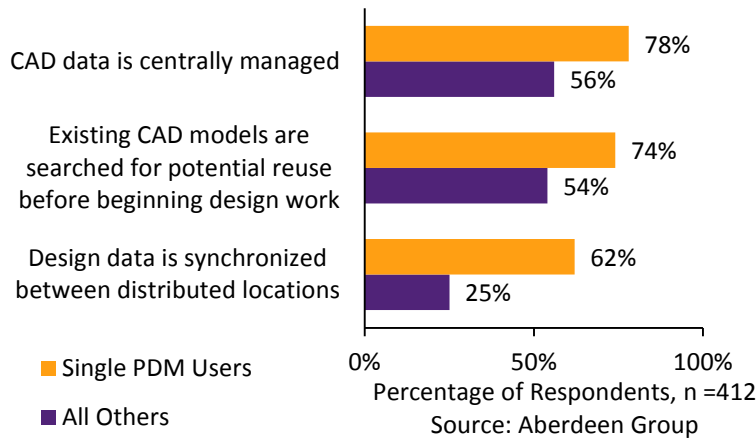 CAD data is centrally managed
78%
56%
Existing CAD models are
searched for potential reuse
before beginning design work
74%
54%
Design data is synchronized
between distributed locations
62%
25%
0%
50%
100%
Single PDM Users
All Others
Percentage of Respondents, n =412
Source: Aberdeen Group